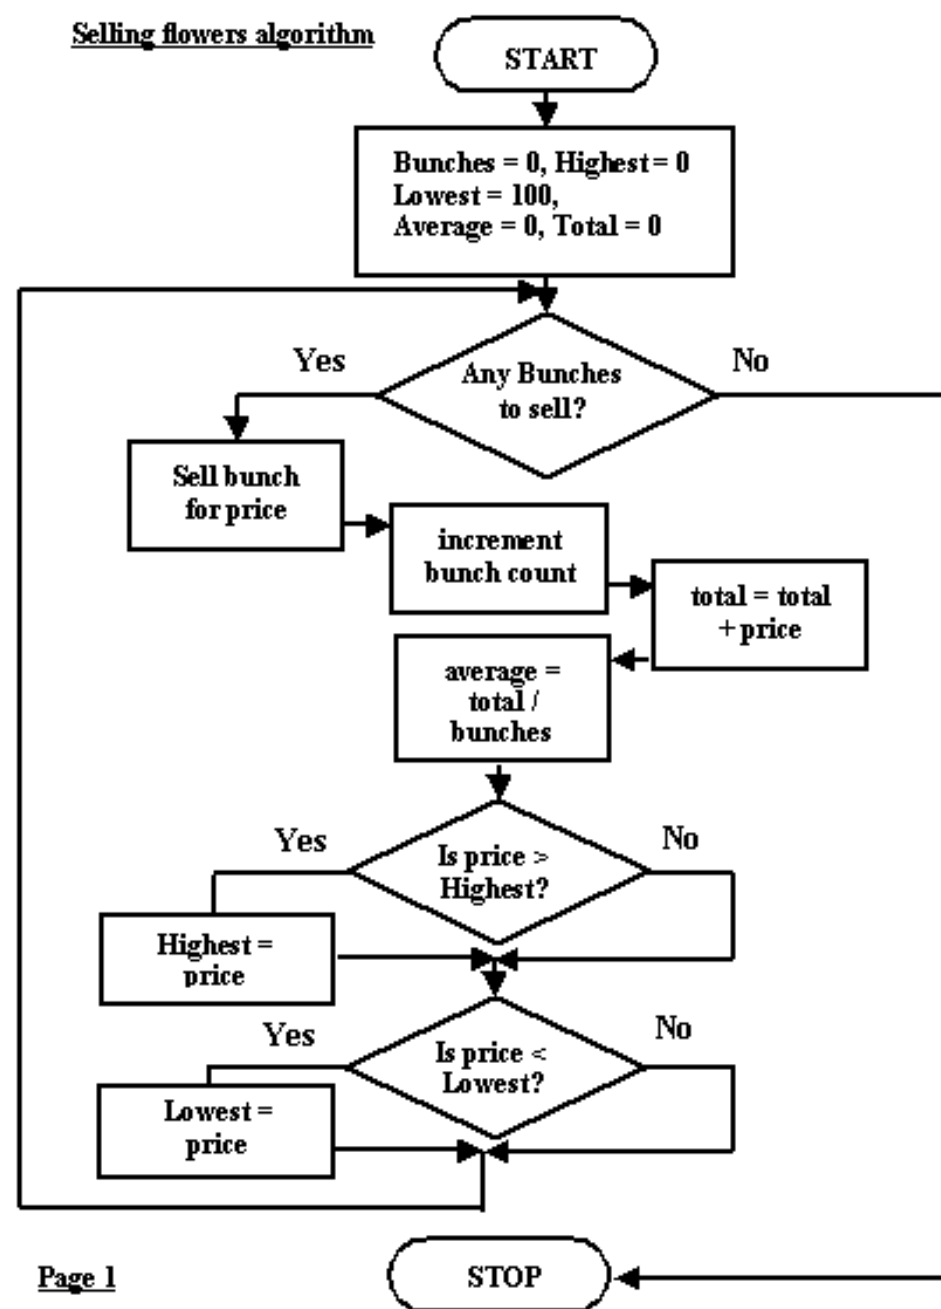 Selling flowers algorithm
START
Bunches = 0, Highest = 0
Lowest = 100,
Average = 0, Total = 0
Yes
No
Any Bunches
to sell?
Sell bunch
for price
increment
bunch count
total = total
+ price
average =
total /
bunches
Yes
No
Is price >
Highest?
Highest =
price
Yes
No
Is price <
Lowest?
Lowest =
price
Page 1
STOP